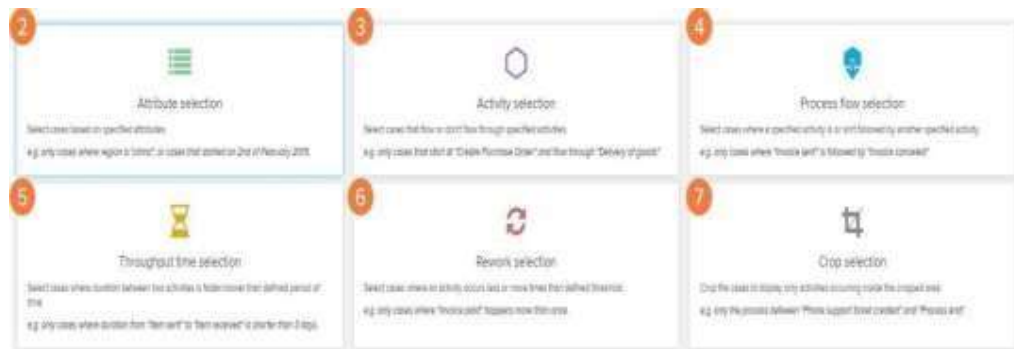 2
Attribute selection
Select cases based on specified attributes.
e.g. only cases where region is "china", or cases that started on 2nd of February 2015.
3
Activity selection
Select cases that flow or don't flow through specified activities.
e.g. only cases that start at "Create Purchase Order" and flow through "Delivery of goods"
4
Process flow selection
Select cases where a specified activity is or isn't followed by another specified activity.
e.g. only cases where "Invoice sent" is followed by "Invoice canceled"
5
Throughput time selection
Select cases where duration between two activities is faster/slower than defined period of
time.
e.g. only cases where duration from "Item sent" to "Item received" is shorter than 3 days.
6
Rework selection
Select cases where an activity occurs less or more times than defined threshold.
e.g. only cases where "Invoice paid" happens more than once.
7
Crop selection
Crop the cases to display only activities occurring inside the cropped area.
e.g. only the process between "Phone support ticket created" and "Process end"